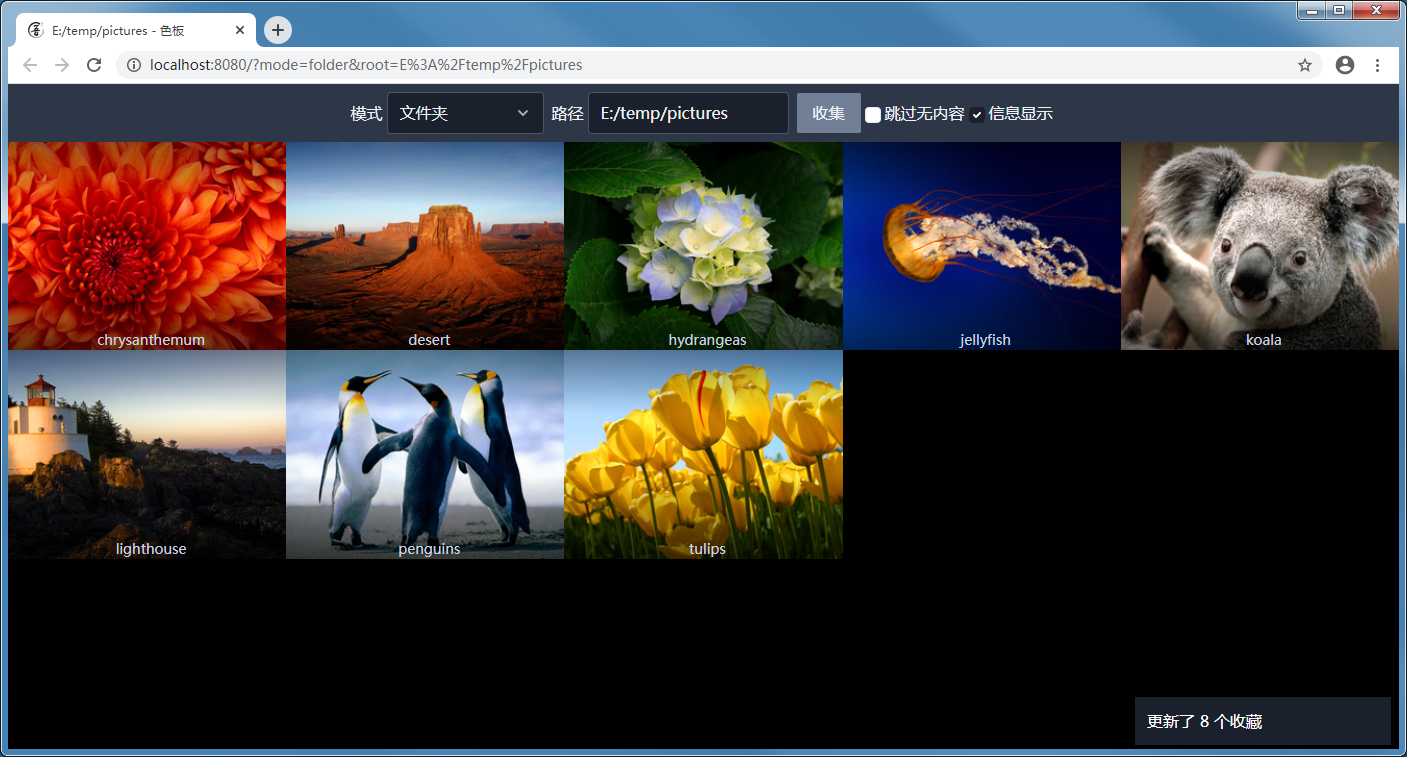 E:/temp/pictures - 色板
localhost:8080/?mode=folder&root=E%3A%2Ftemp%2Fpictures
模式 文件夹 路径 E:/temp/pictures 收集 跳过无内容 信息显示
chrysanthemum desert hydrangeas jellyfish koala
lighthouse penguins tulips
更新了 8 个收藏